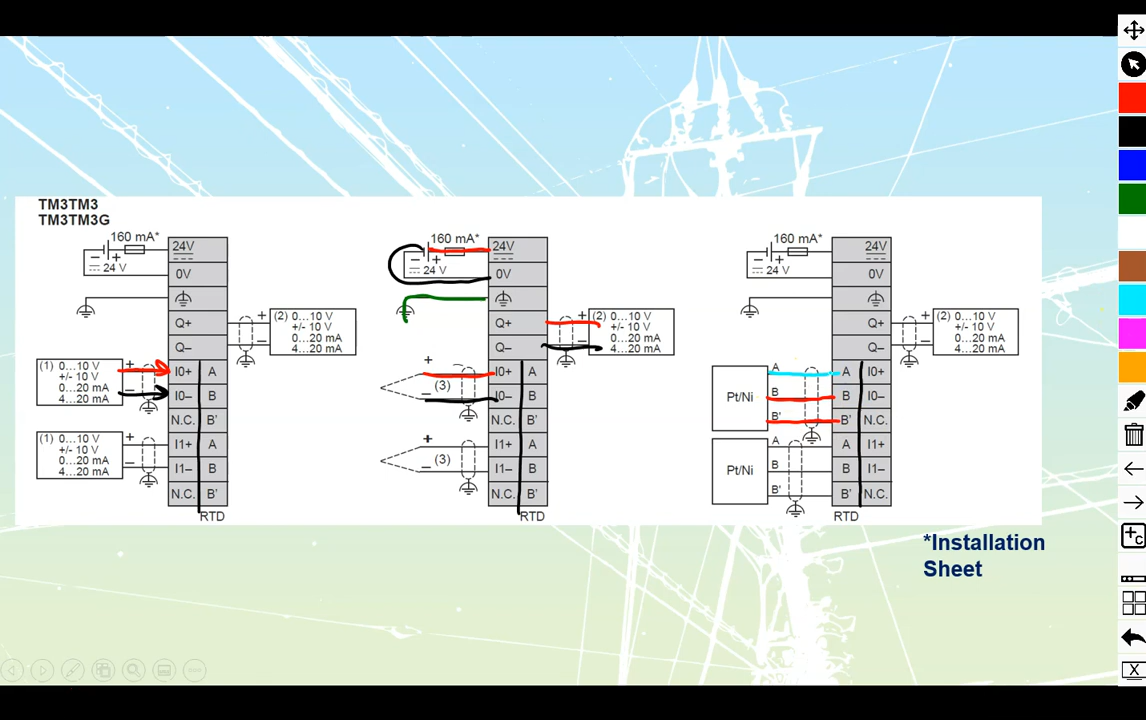 TM3TM3
TM3TM3G
160 mA*
24V
0V
− +
24 V
Q+
Q−
+
−
(2) 0...10 V
+/- 10 V
0...20 mA
4...20 mA
(1) 0...10 V
+/- 10 V
0...20 mA
4...20 mA
+
−
I0+ A
I0− B
N.C. B'
(1) 0...10 V
+/- 10 V
0...20 mA
4...20 mA
+
−
I1+ A
I1− B
N.C. B'
RTD
160 mA*
24V
0V
− +
24 V
Q+
Q−
+
−
(2) 0...10 V
+/- 10 V
0...20 mA
4...20 mA
+
(3)
I0+ A
I0− B
N.C. B'
+
− (3)
I1+ A
I1− B
N.C. B'
RTD
160 mA*
24V
0V
− +
24 V
Q+
Q−
+
−
(2) 0...10 V
+/- 10 V
0...20 mA
4...20 mA
Pt/Ni
A
B
B'
A I0+
B I0−
B' N.C.
Pt/Ni
A
B
B'
A I1+
B I1−
B' N.C.
RTD
*Installation
Sheet
+C
X